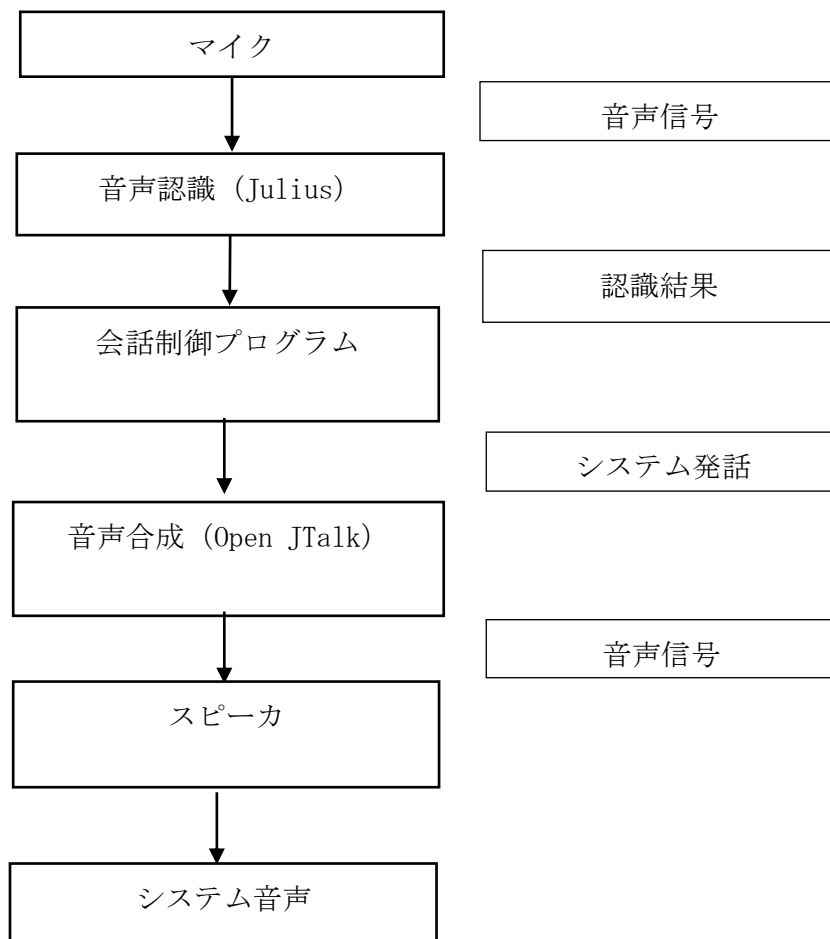 マイク
音声信号
音声認識 (Julius)
認識結果
会話制御プログラム
システム発話
音声合成 (Open JTalk)
音声信号
スピーカ
システム音声